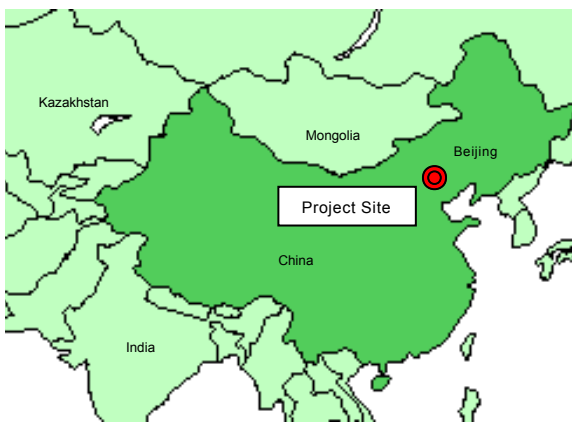 Kazakhstan
Mongolia
Beijing
Project Site
China
India